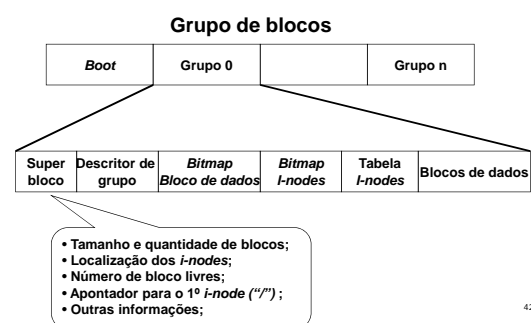 Grupo de blocos
Boot Grupo 0 Grupo n
Super bloco Descritor de grupo Bitmap Bloco de dados Bitmap I-nodes Tabela I-nodes Blocos de dados
• Tamanho e quantidade de blocos;
• Localização dos i-nodes;
• Número de bloco livres;
• Apontador para o 1º i-node (“/”) ;
• Outras informações;
42